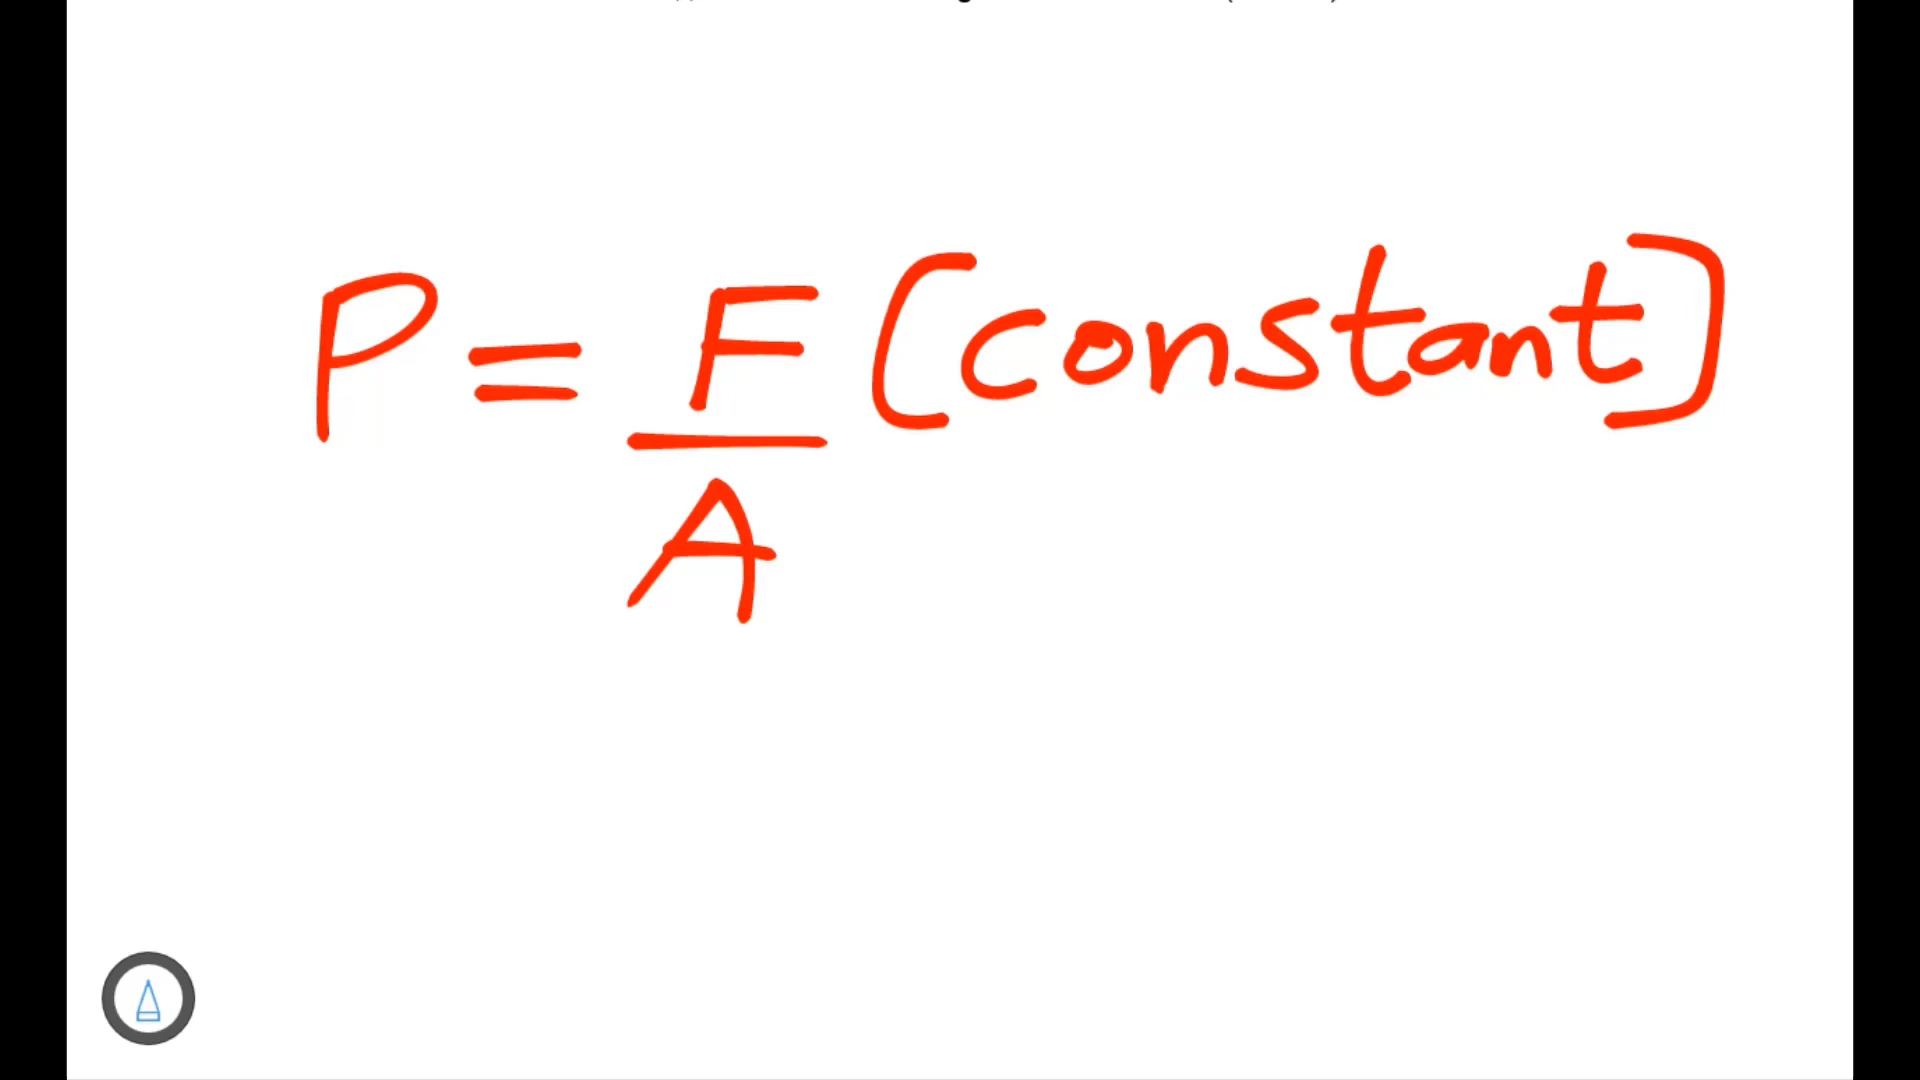 P = F (constant)
A